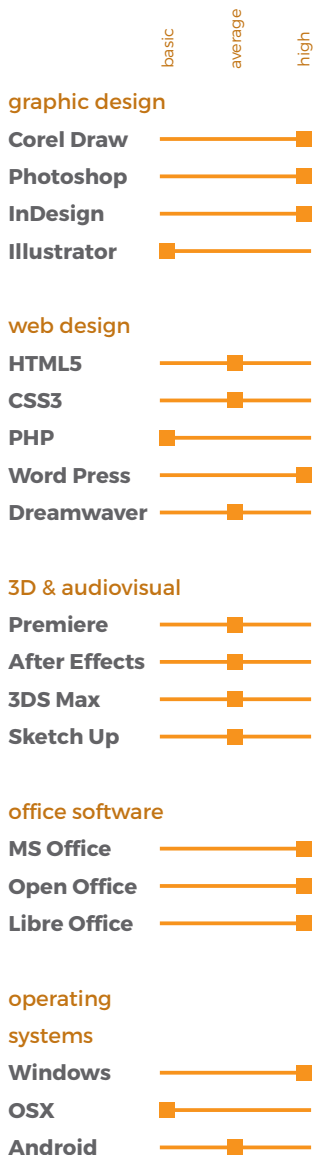 basic
average
high
graphic design
Corel Draw
Photoshop
InDesign
Illustrator
web design
HTML5
CSS3
PHP
Word Press
Dreamwaver
3D & audiovisual
Premiere
After Effects
3DS Max
Sketch Up
office software
MS Office
Open Office
Libre Office
operating
systems
Windows
OSX
Android